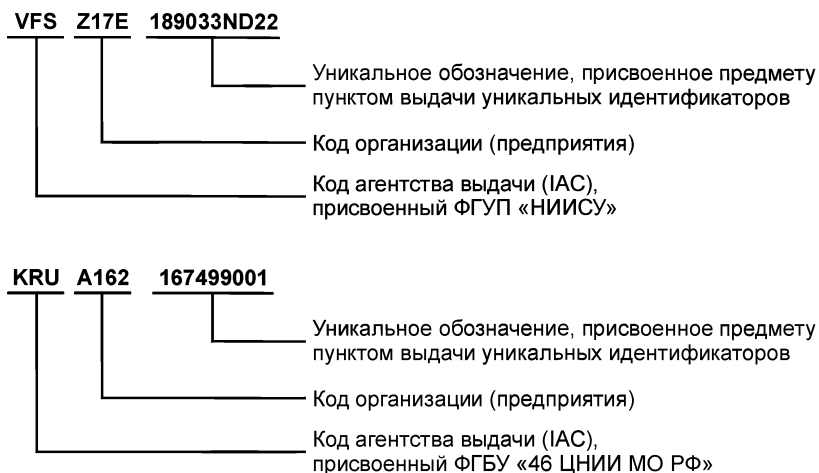 VFS Z17E 189033ND22
Уникальное обозначение, присвоенное предмету
пунктом выдачи уникальных идентификаторов
Код организации (предприятия)
Код агентства выдачи (IAC),
присвоенный ФГУП «НИИСУ»
KRU A162 167499001
Уникальное обозначение, присвоенное предмету
пунктом выдачи уникальных идентификаторов
Код организации (предприятия)
Код агентства выдачи (IAC),
присвоенный ФГБУ «46 ЦНИИ МО РФ»